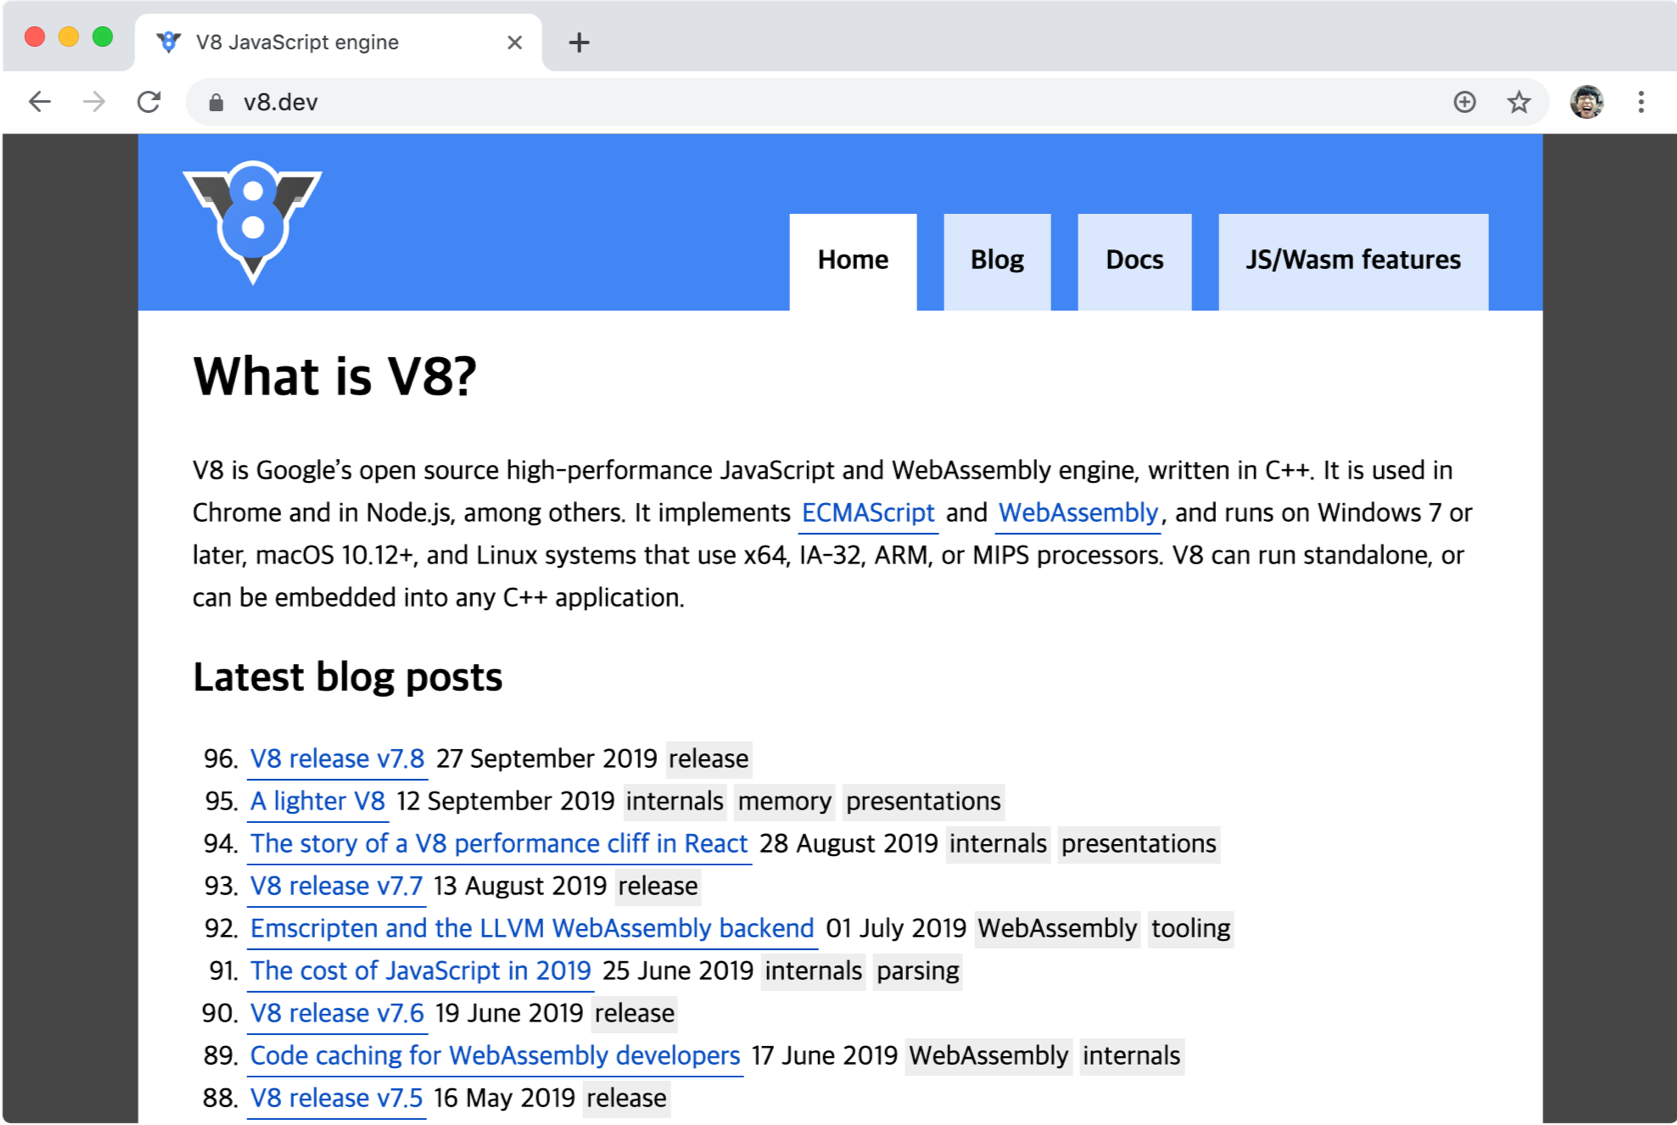 V8 JavaScript engine
v8.dev
Home Blog Docs JS/Wasm features
What is V8?
V8 is Google’s open source high-performance JavaScript and WebAssembly engine, written in C++. It is used in
Chrome and in Node.js, among others. It implements ECMAScript and WebAssembly, and runs on Windows 7 or
later, macOS 10.12+, and Linux systems that use x64, IA-32, ARM, or MIPS processors. V8 can run standalone, or
can be embedded into any C++ application.
Latest blog posts
96. V8 release v7.8 27 September 2019 release
95. A lighter V8 12 September 2019 internals memory presentations
94. The story of a V8 performance cliff in React 28 August 2019 internals presentations
93. V8 release v7.7 13 August 2019 release
92. Emscripten and the LLVM WebAssembly backend 01 July 2019 WebAssembly tooling
91. The cost of JavaScript in 2019 25 June 2019 internals parsing
90. V8 release v7.6 19 June 2019 release
89. Code caching for WebAssembly developers 17 June 2019 WebAssembly internals
88. V8 release v7.5 16 May 2019 release